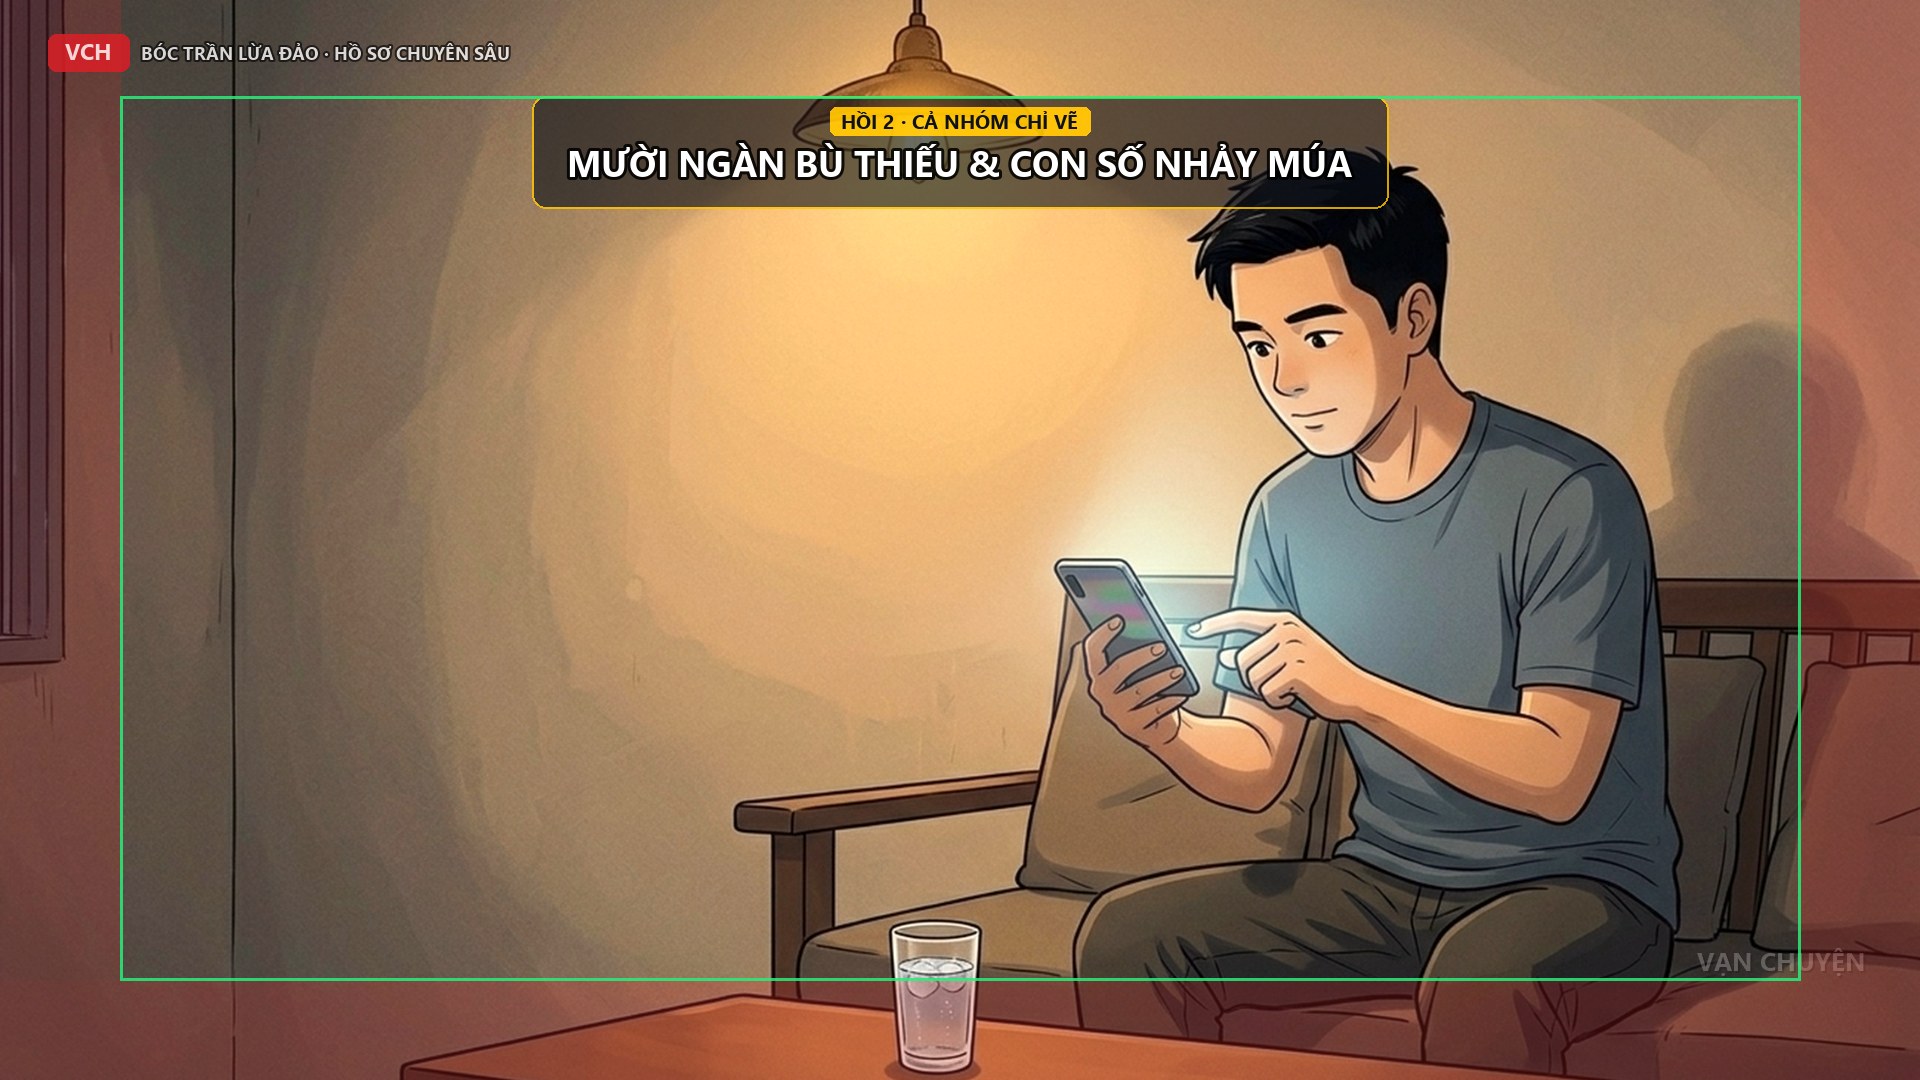 VCH BÓC TRẦN LỪA ĐẢO · HỒ SƠ CHUYÊN SÂU
HỒI 2 · CẢ NHÓM CHỈ VẼ
MƯỜI NGÀN BÙ THIẾU & CON SỐ NHẢY MÚA
VẠN CHUYỆN